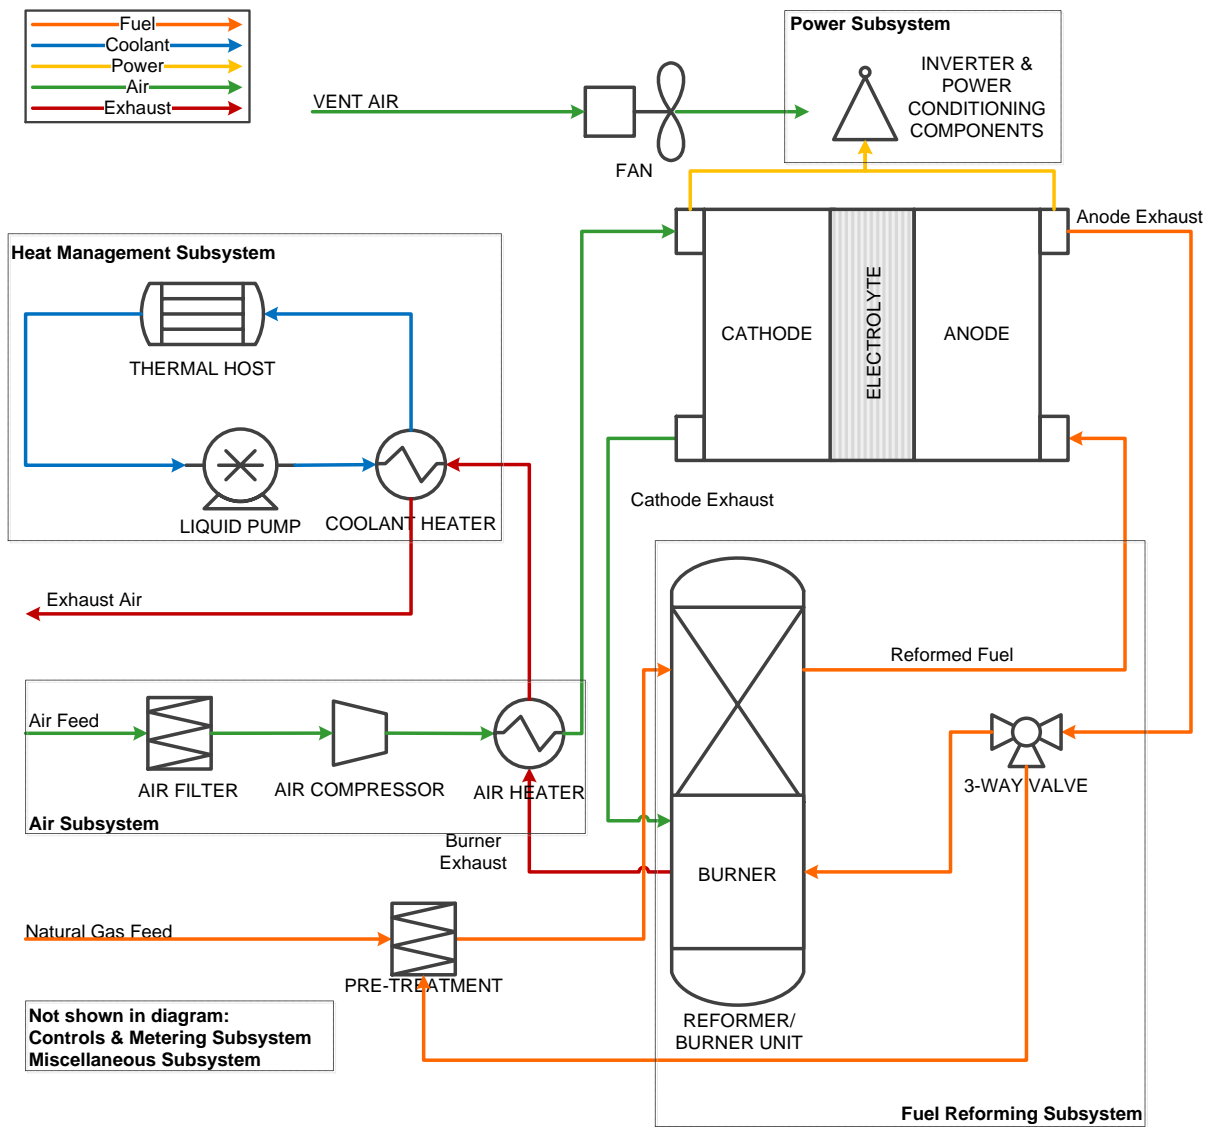 Fuel
Coolant
Power
Air
Exhaust
Power Subsystem
INVERTER &
POWER
CONDITIONING
COMPONENTS
VENT AIR
FAN
Anode Exhaust
Heat Management Subsystem
THERMAL HOST
CATHODE
ELECTROLYTE
ANODE
LIQUID PUMP
COOLANT HEATER
Cathode Exhaust
Exhaust Air
Reformed Fuel
Air Feed
AIR FILTER
AIR COMPRESSOR
AIR HEATER
Air Subsystem
3-WAY VALVE
Burner
Exhaust
BURNER
Natural Gas Feed
PRE-TREATMENT
Not shown in diagram:
Controls & Metering Subsystem
Miscellaneous Subsystem
REFORMER/
BURNER UNIT
Fuel Reforming Subsystem